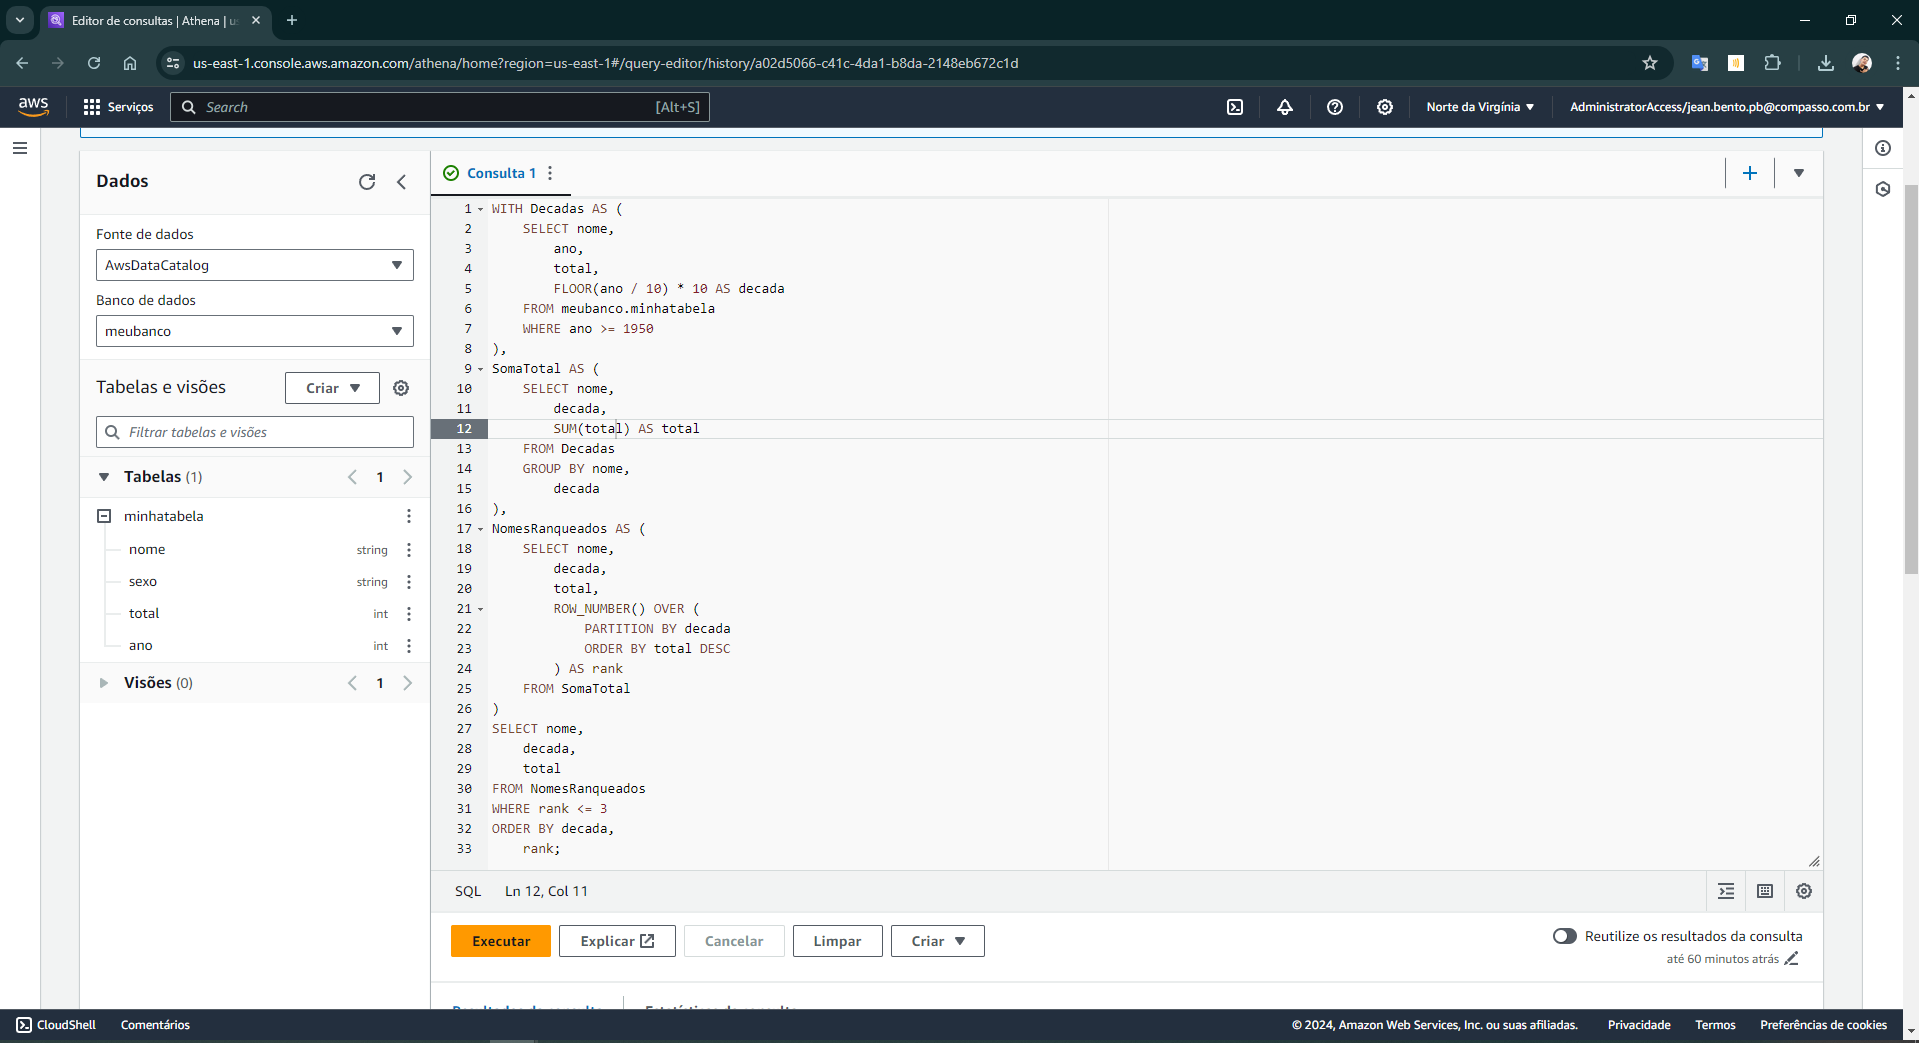 Editor de consultas | Athena | us
us-east-1.console.aws.amazon.com/athena/home?region=us-east-1#/query-editor/history/a02d5066-c41c-4da1-b8da-2148eb672c1d
aws
Serviços
Search
[Alt+S]
Norte da Virgínia
AdministratorAccess/jean.bento.pb@compasso.com.br
Dados
Fonte de dados
AwsDataCatalog
Banco de dados
meubanco
Tabelas e visões
Criar
Filtrar tabelas e visões
Tabelas (1)
1
minhatabela
nome string
sexo string
total int
ano int
Visões (0)
1
Consulta 1
1 WITH Decadas AS (
2 SELECT nome,
3 ano,
4 total,
5 FLOOR(ano / 10) * 10 AS decada
6 FROM meubanco.minhatabela
7 WHERE ano >= 1950
8 ),
9 SomaTotal AS (
10 SELECT nome,
11 decada,
12 SUM(total) AS total
13 FROM Decadas
14 GROUP BY nome,
15 decada
16 ),
17 NomesRanqueados AS (
18 SELECT nome,
19 decada,
20 total,
21 ROW_NUMBER() OVER (
22 PARTITION BY decada
23 ORDER BY total DESC
24 ) AS rank
25 FROM SomaTotal
26 )
27 SELECT nome,
28 decada,
29 total
30 FROM NomesRanqueados
31 WHERE rank <= 3
32 ORDER BY decada,
33 rank;
SQL Ln 12, Col 11
Executar
Explicar
Cancelar
Limpar
Criar
Reutilize os resultados da consulta
até 60 minutos atrás
CloudShell
Comentários
© 2024, Amazon Web Services, Inc. ou suas afiliadas.
Privacidade
Termos
Preferências de cookies